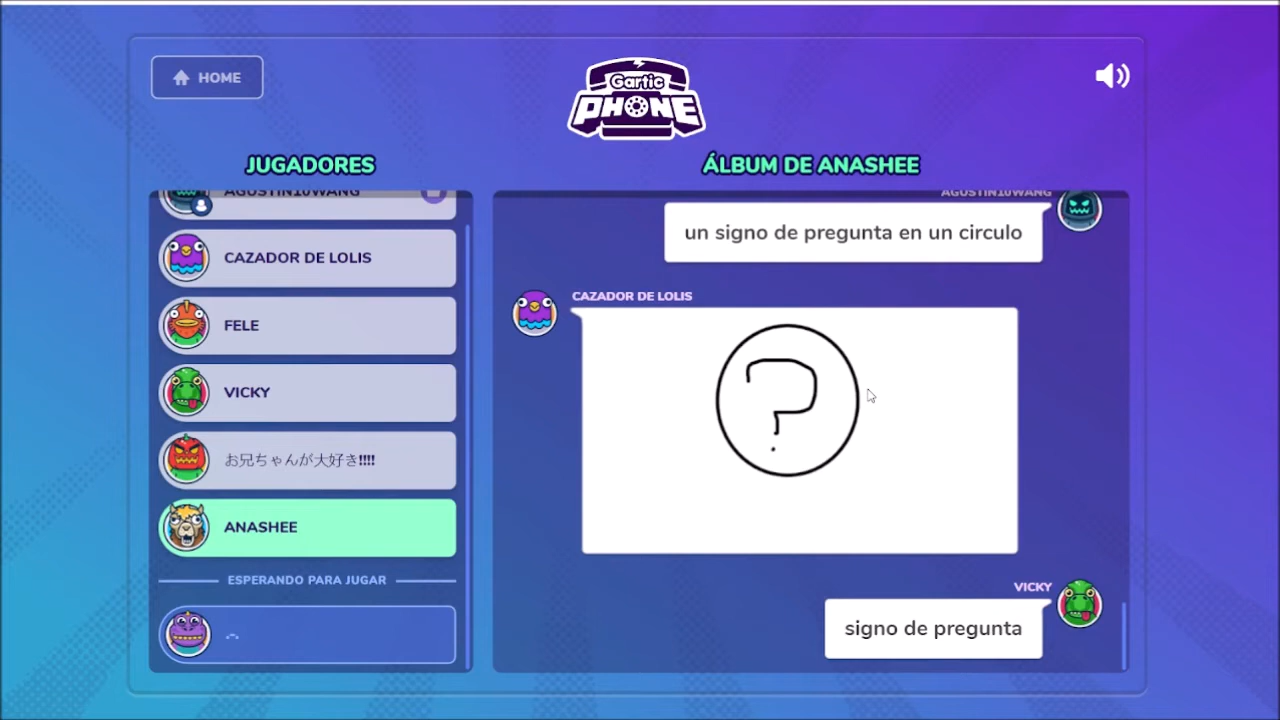 HOME
Gartic
PHONE
JUGADORES
AGUSTIN10WANG
CAZADOR DE LOLIS
FELE
VICKY
お兄ちゃんが大好き!!!!
ANASHEE
ESPERANDO PARA JUGAR
ÁLBUM DE ANASHEE
AGUSTIN10WANG
un signo de pregunta en un circulo
CAZADOR DE LOLIS
?
VICKY
signo de pregunta